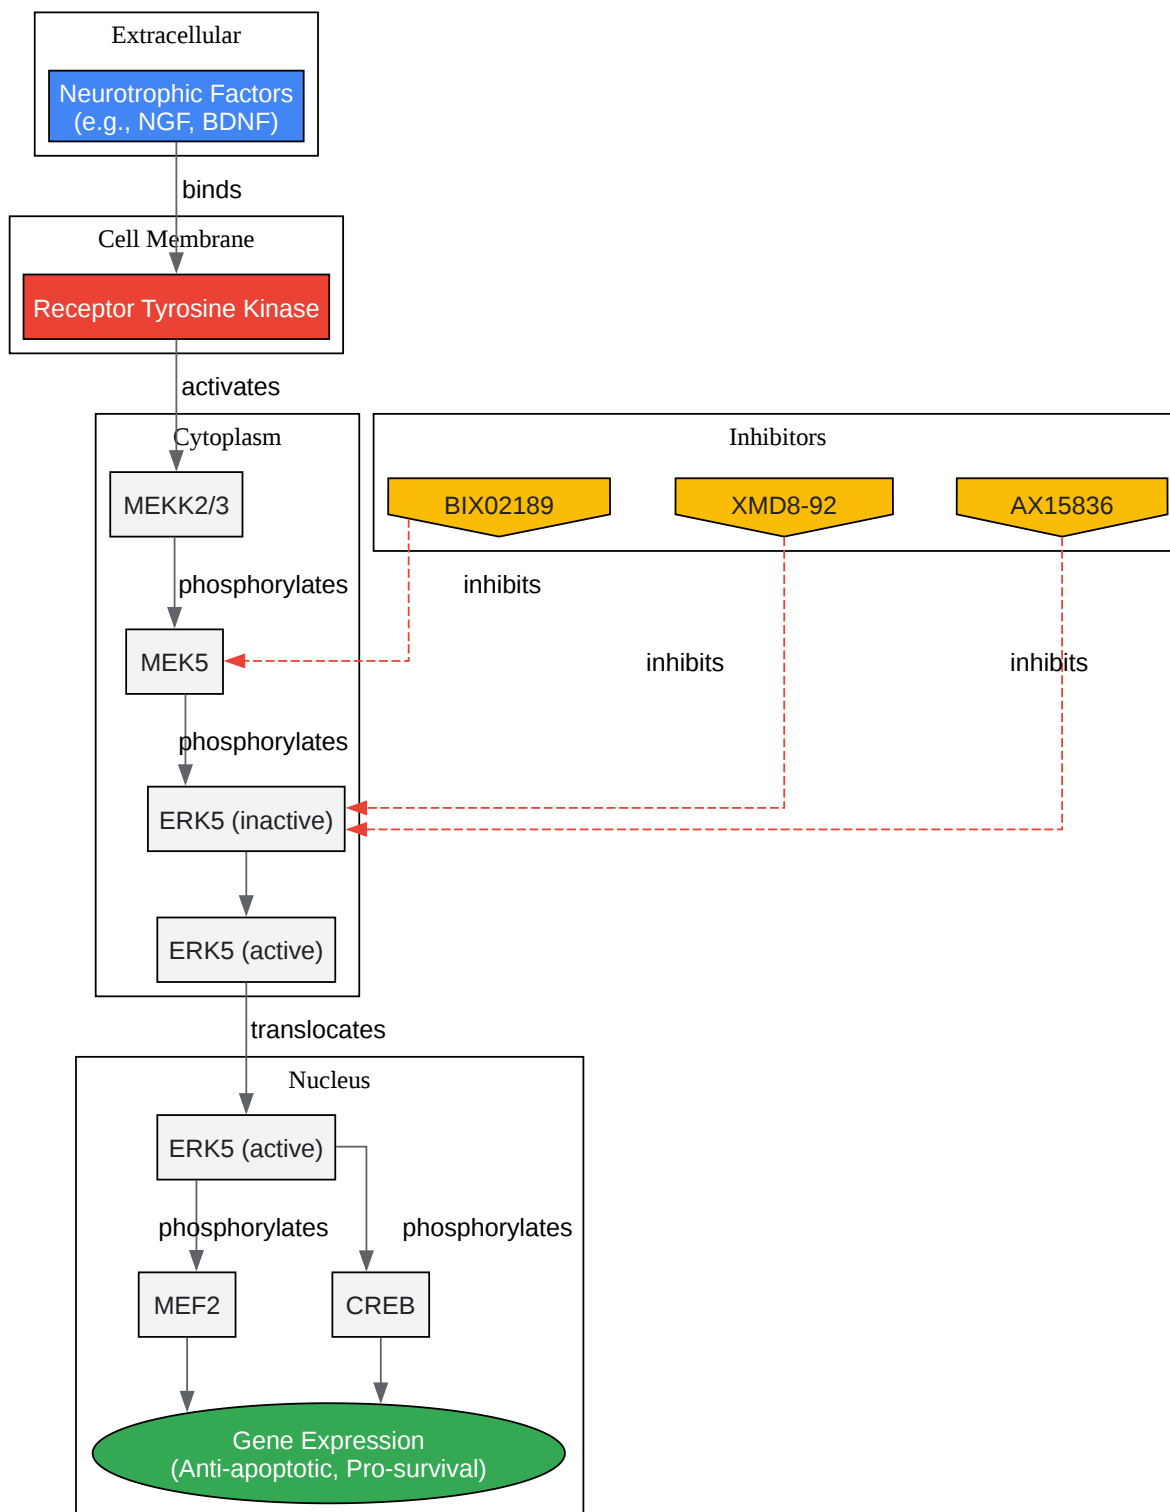 Extracellular
Neurotrophic Factors
(e.g., NGF, BDNF)
binds
Cell Membrane
Receptor Tyrosine Kinase
activates
Cytoplasm
Inhibitors
MEKK2/3
BIX02189
XMD8-92
AX15836
phosphorylates
inhibits
MEK5
inhibits
inhibits
phosphorylates
ERK5 (inactive)
ERK5 (active)
translocates
Nucleus
ERK5 (active)
phosphorylates
phosphorylates
MEF2
CREB
Gene Expression
(Anti-apoptotic, Pro-survival)